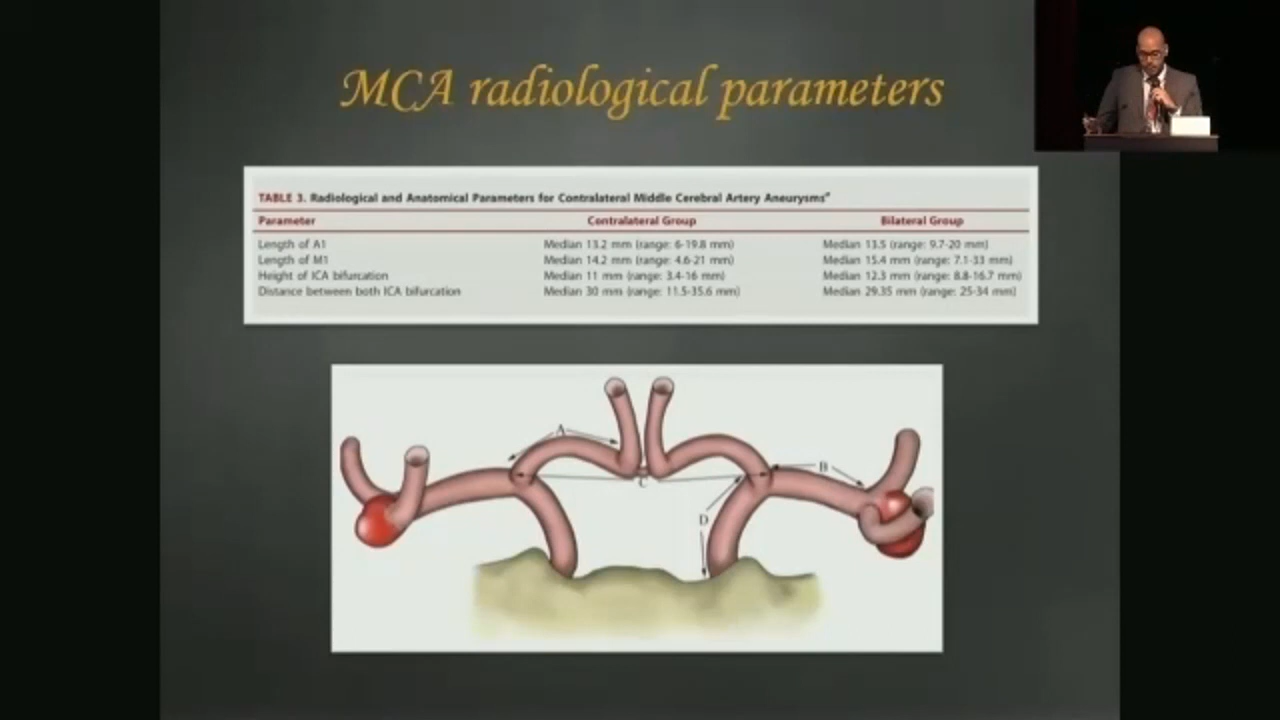 MCA radiological parameters
TABLE 3. Radiological and Anatomical Parameters for Contralateral Middle Cerebral Artery Aneurysmsᵃ
Parameter Contralateral Group Bilateral Group
Length of A1 Median 13.2 mm (range: 6-19.8 mm) Median 13.5 (range: 9.7-20 mm)
Length of M1 Median 14.2 mm (range: 4.6-21 mm) Median 15.4 mm (range: 7.1-33 mm)
Height of ICA bifurcation Median 11 mm (range: 3.4-16 mm) Median 12.3 mm (range: 8.8-16.7 mm)
Distance between both ICA bifurcation Median 30 mm (range: 11.5-35.6 mm) Median 29.35 mm (range: 25-34 mm)
A
B
C
D